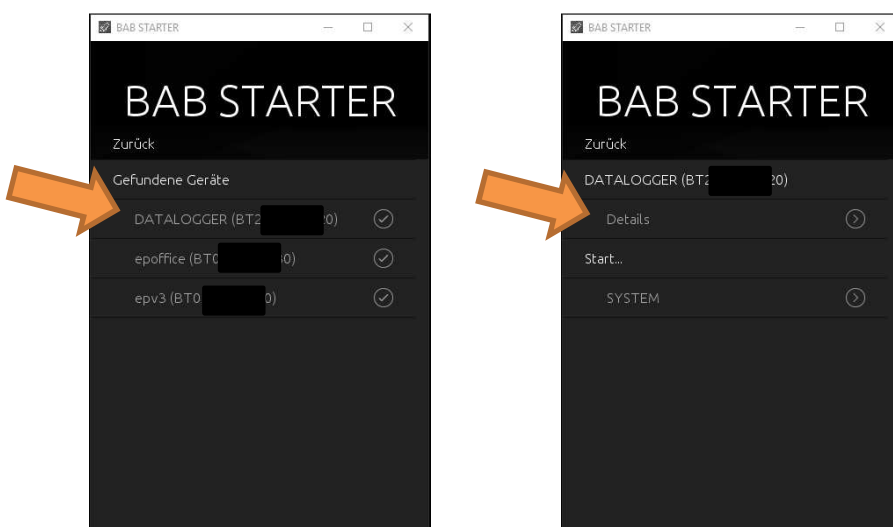 BAB STARTER
BAB STARTER
Zurück
Gefundene Geräte
DATALOGGER (BT2 20)
epoffice (BT0 0)
epv3 (BT0 0)
BAB STARTER
BAB STARTER
Zurück
DATALOGGER (BT2 20)
Details
Start...
SYSTEM